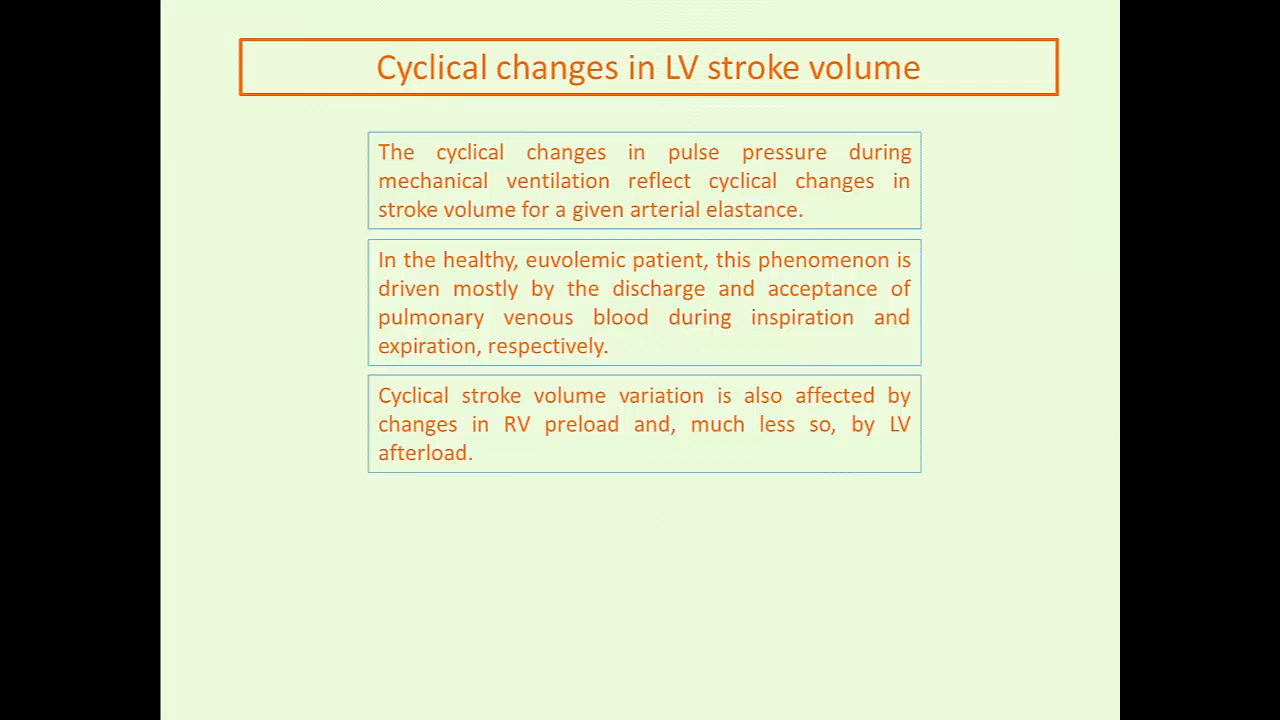 Cyclical changes in LV stroke volume
The cyclical changes in pulse pressure during
mechanical ventilation reflect cyclical changes in
stroke volume for a given arterial elastance.
In the healthy, euvolemic patient, this phenomenon is
driven mostly by the discharge and acceptance of
pulmonary venous blood during inspiration and
expiration, respectively.
Cyclical stroke volume variation is also affected by
changes in RV preload and, much less so, by LV
afterload.